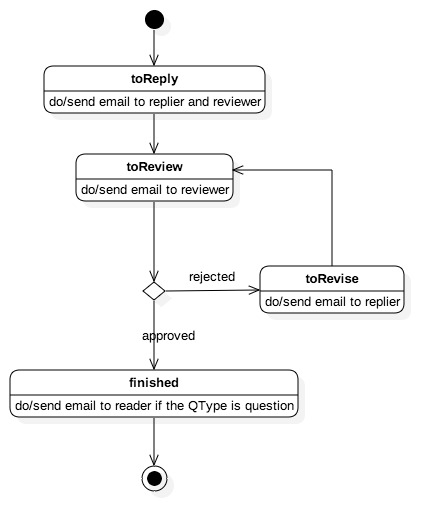 toReply
do/send email to replier and reviewer
toReview
do/send email to reviewer
rejected
toRevise
do/send email to replier
approved
finished
do/send email to reader if the QType is question